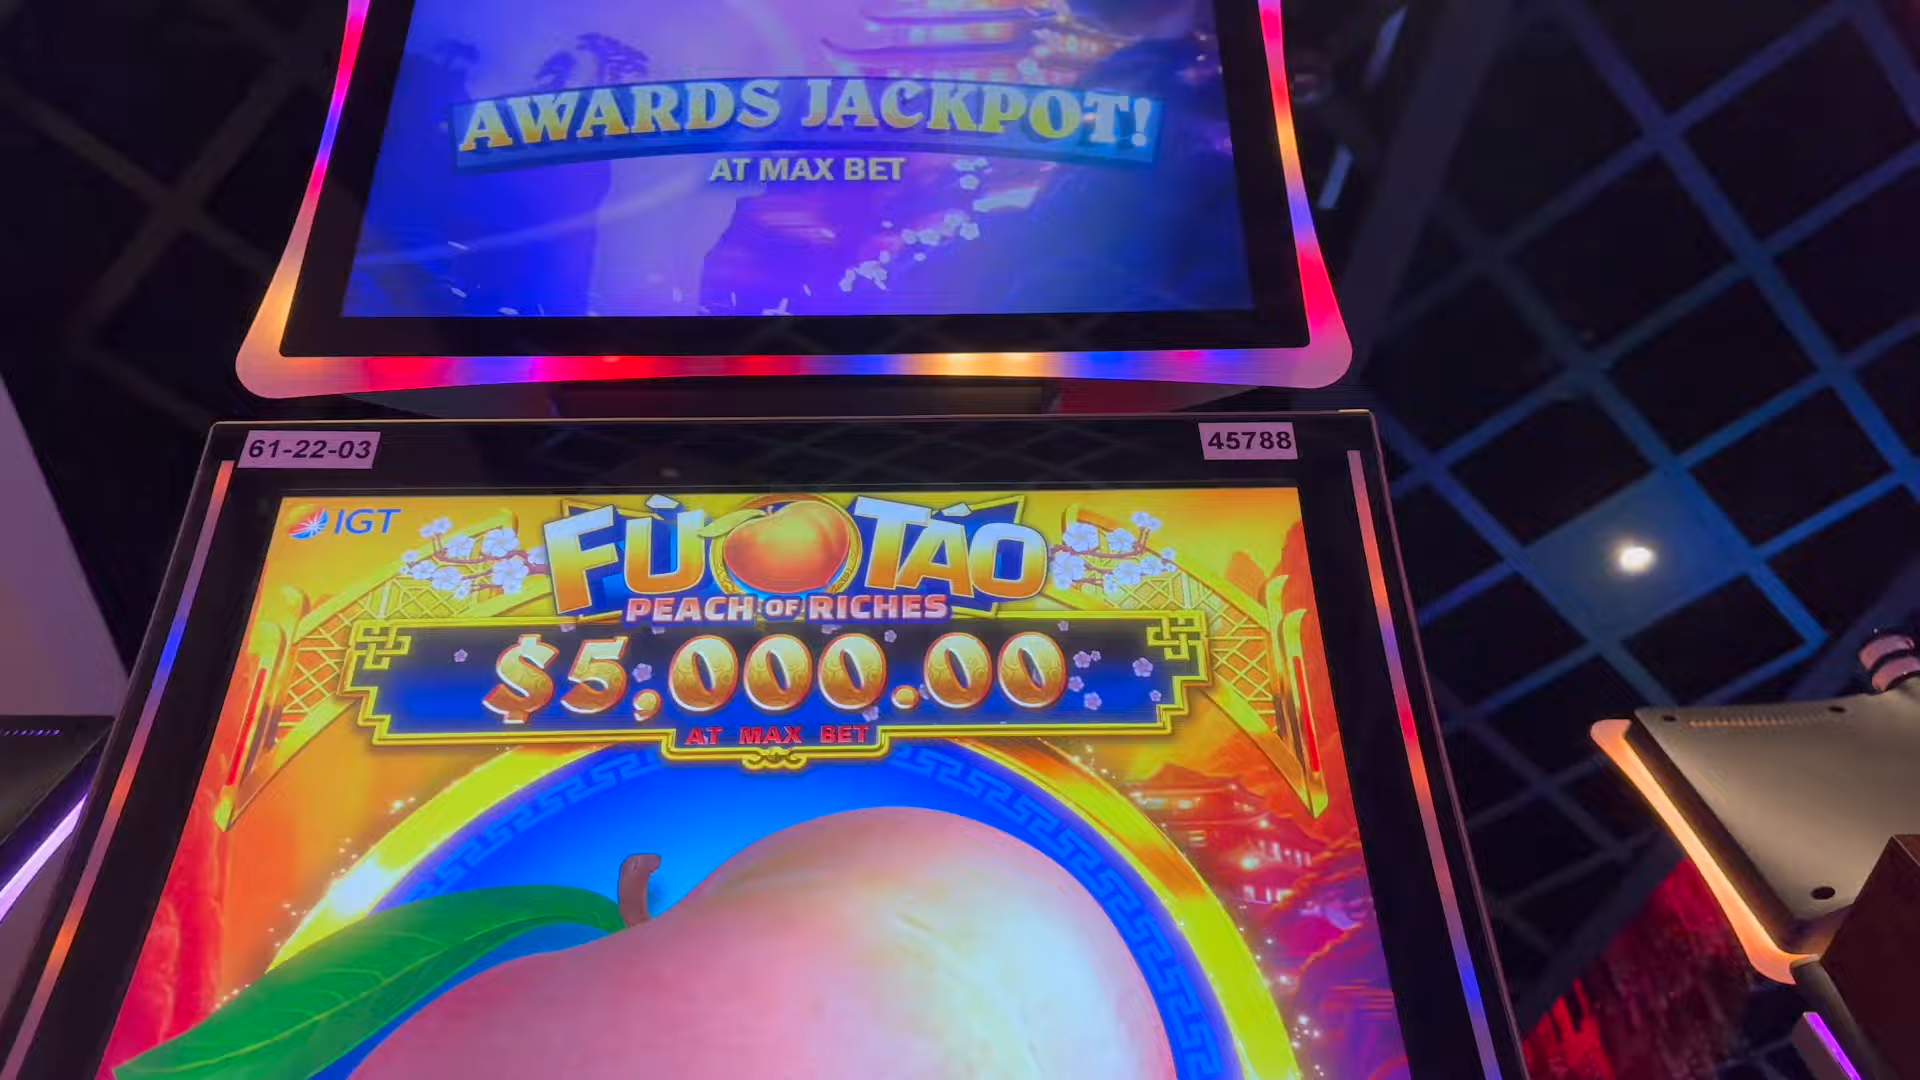 AWARDS JACKPOT!
AT MAX BET
61-22-03
45788
IGT
FÙ TÁO
PEACH OF RICHES
$5,000.00
AT MAX BET